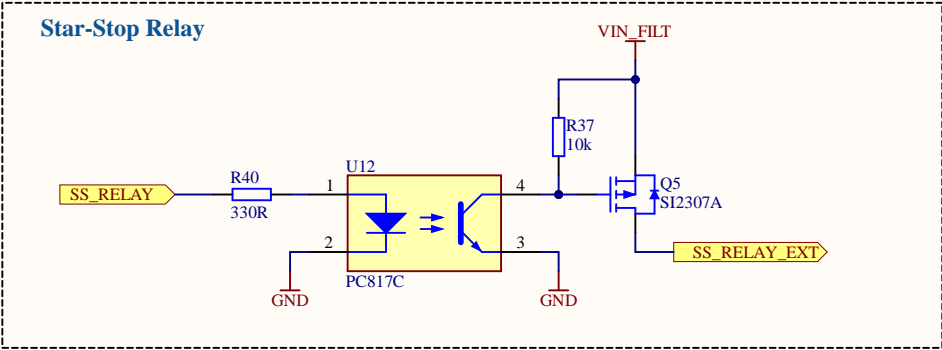 Star-Stop Relay
VIN_FILT
R37
10k
U12
R40
1
4
SS_RELAY
Q5
330R
SI2307A
2
3
SS_RELAY_EXT
PC817C
GND
GND